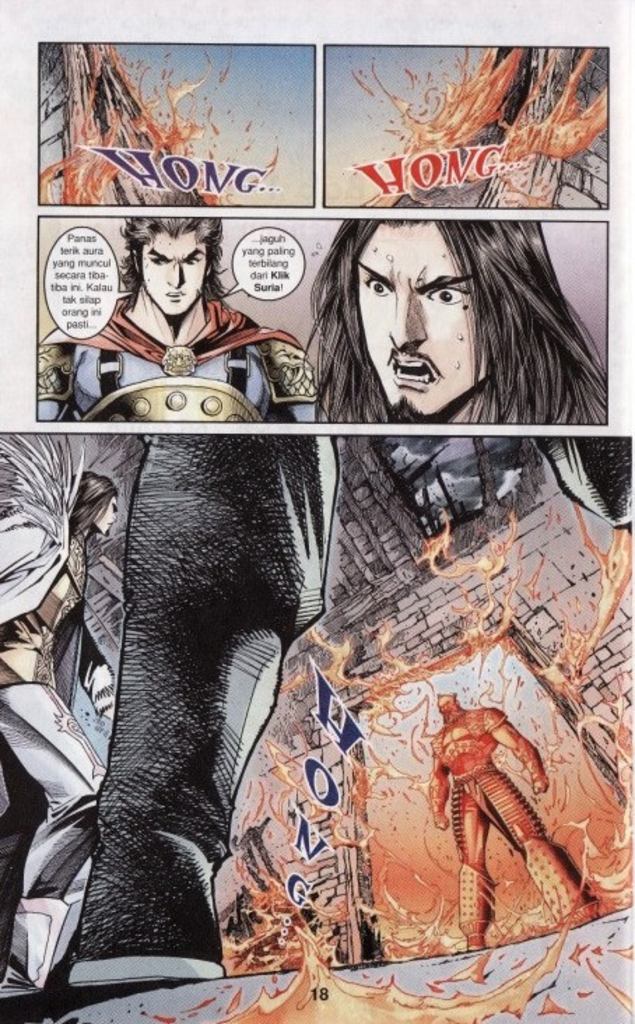 HONG...
HONG...
Panas
terik aura
yang muncul
secara tiba-
tiba ini. Kalau
tak silap
orang ini
pasti...
...jaguh
yang paling
terbilang
dari Klik
Suria!
HONG...
18